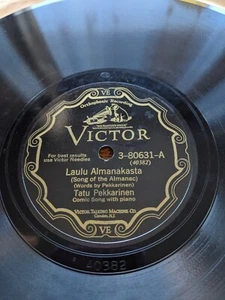 VE
Orthophonic Recording
VICTOR
For best results
use Victor Needles
3-80631-A
(40382)
Laulu Almanakasta
(Song of the Almanac)
(Words by Pekkarinen)
Tatu Pekkarinen
Comic Song with piano
VICTOR TALKING MACHINE CO.
Camden, N.J.
VE
40382